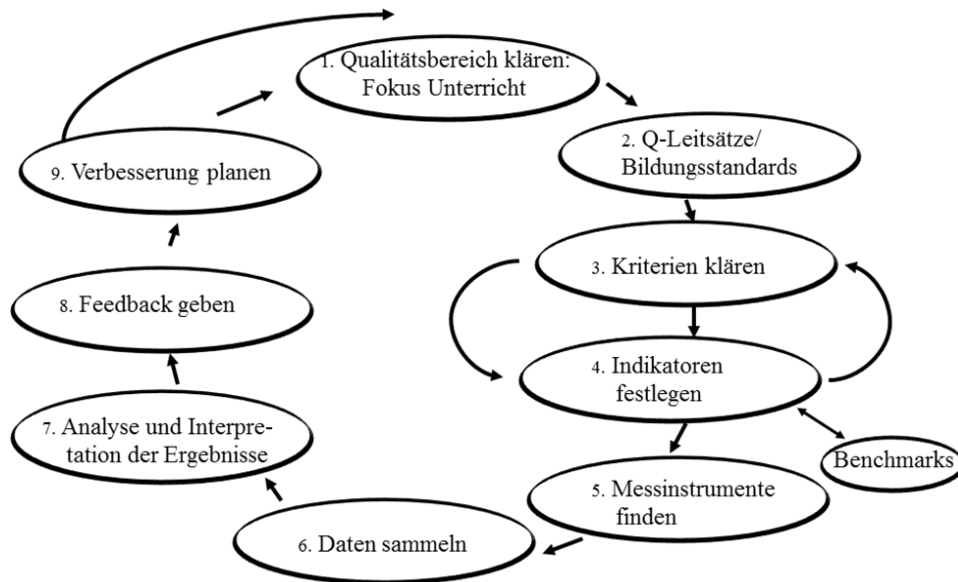 1. Qualitätsbereich klären:
Fokus Unterricht
2. Q-Leitsätze/
Bildungsstandards
3. Kriterien klären
4. Indikatoren
festlegen
Benchmarks
5. Messinstrumente
finden
6. Daten sammeln
7. Analyse und Interpre-
tation der Ergebnisse
8. Feedback geben
9. Verbesserung planen